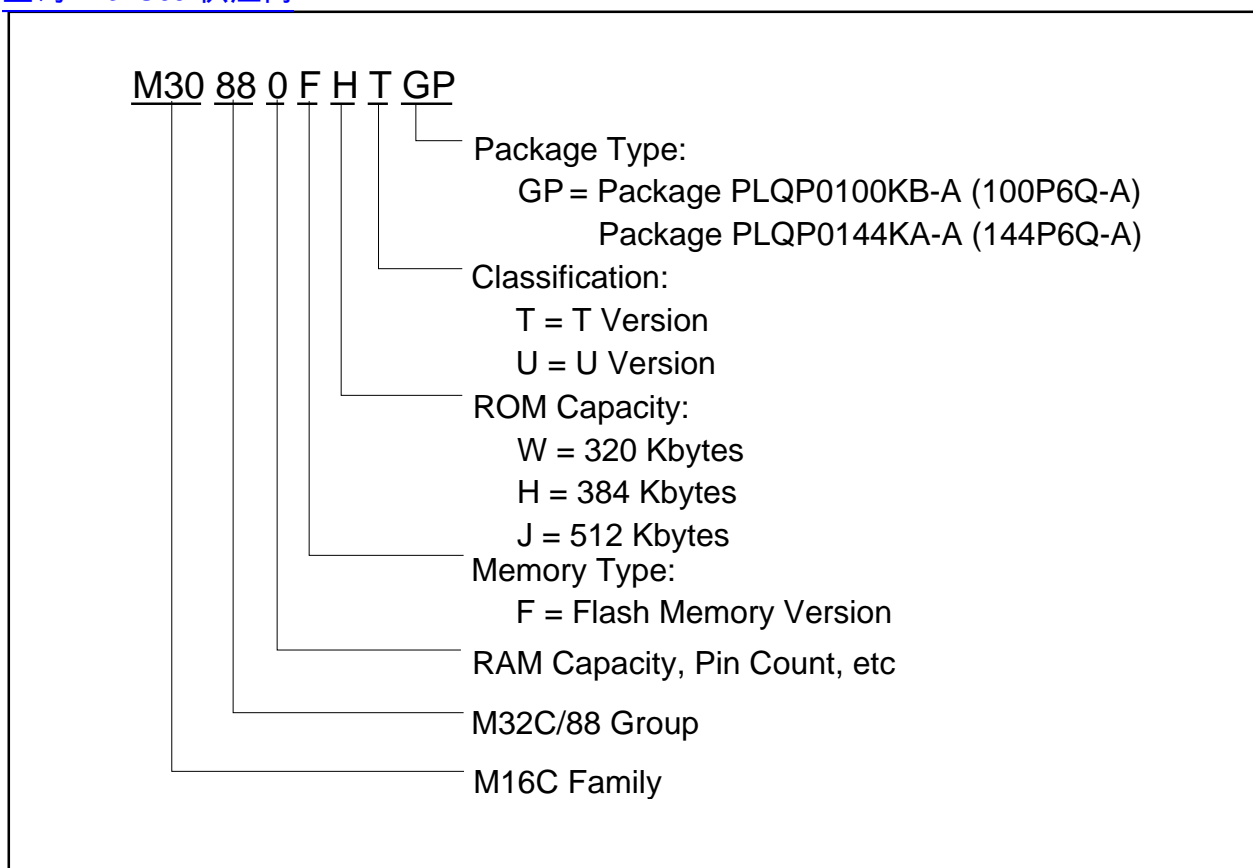 M30 88 0 F H T GP
Package Type:
GP = Package PLQP0100KB-A (100P6Q-A)
Package PLQP0144KA-A (144P6Q-A)
Classification:
T = T Version
U = U Version
ROM Capacity:
W = 320 Kbytes
H = 384 Kbytes
J = 512 Kbytes
Memory Type:
F = Flash Memory Version
RAM Capacity, Pin Count, etc
M32C/88 Group
M16C Family